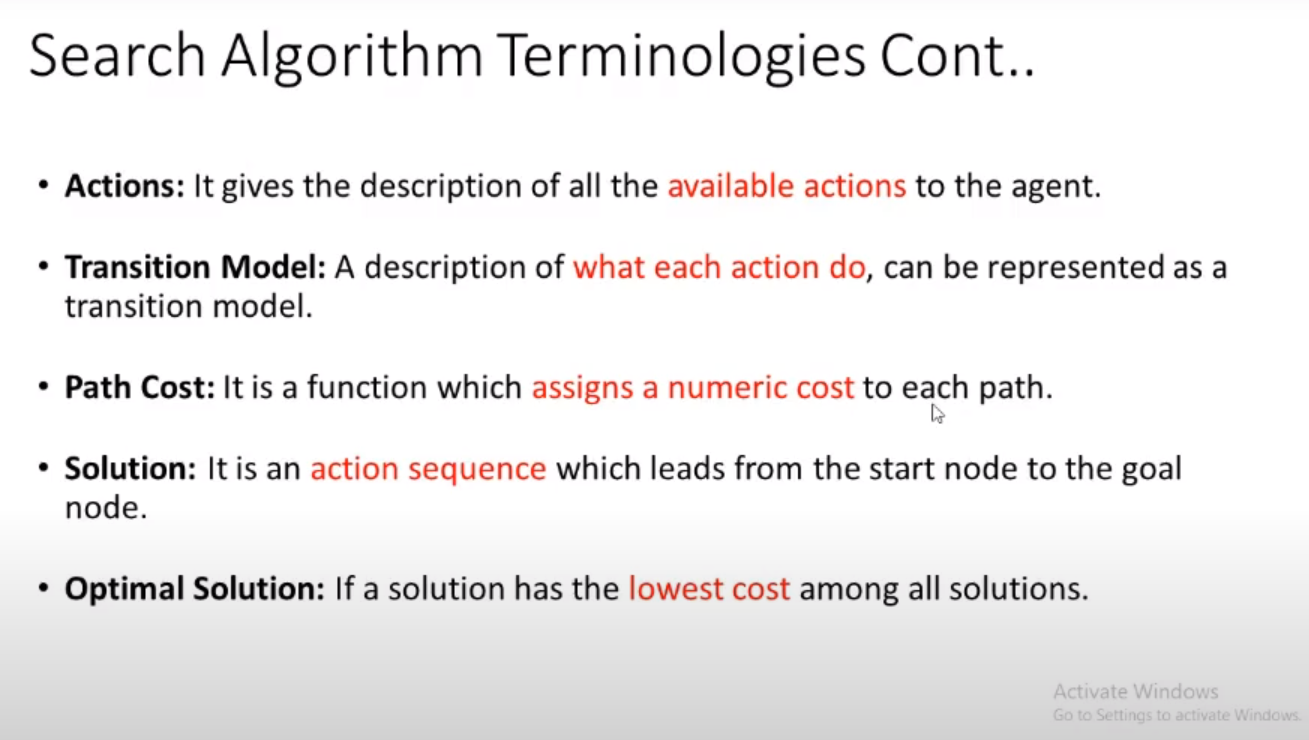 Search Algorithm Terminologies Cont..
• Actions: It gives the description of all the available actions to the agent.
• Transition Model: A description of what each action do, can be represented as a
transition model.
• Path Cost: It is a function which assigns a numeric cost to each path.
• Solution: It is an action sequence which leads from the start node to the goal
node.
• Optimal Solution: If a solution has the lowest cost among all solutions.
Activate Windows
Go to Settings to activate Windows.